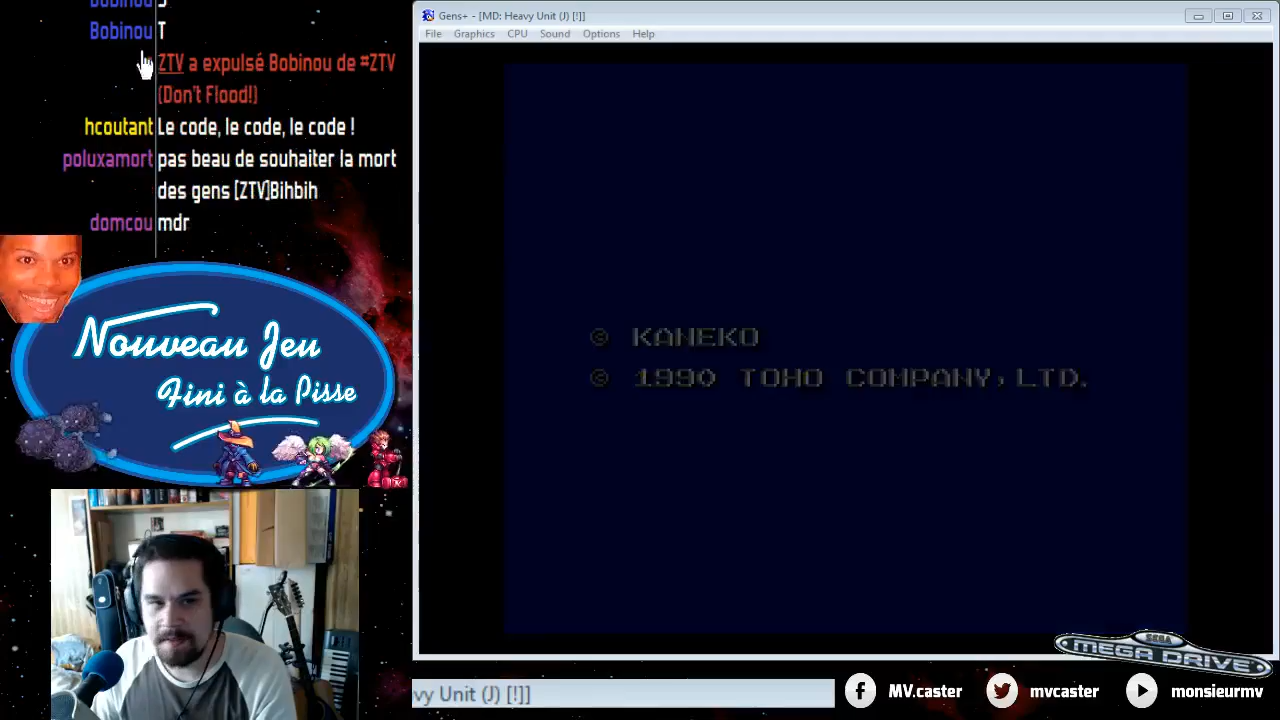 Bobinou S
Bobinou T
ZTV a expulsé Bobinou de #ZTV
(Don't Flood!)
hcoutant Le code, le code, le code !
poluxamort pas beau de souhaiter la mort
des gens [ZTV]Bihbih
domcou mdr
Nouveau Jeu
Fini à la Pisse
Gens+ - [MD: Heavy Unit (J) [!]]
File Graphics CPU Sound Options Help
© KANEKO
© 1990 TOHO COMPANY, LTD.
SEGA
MEGA DRIVE
vy Unit (J) [!]]
MV.caster
mvcaster
monsieurmv